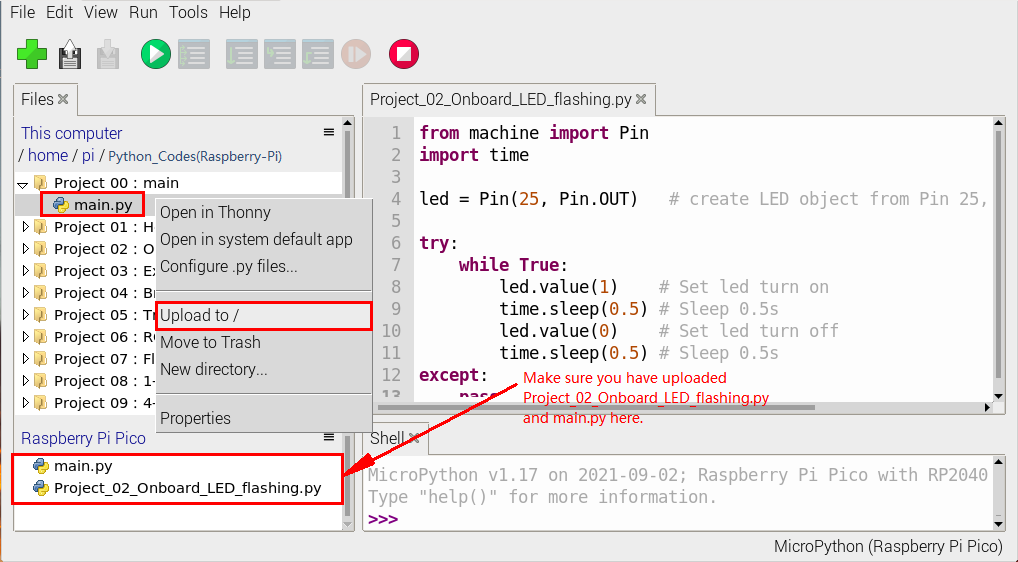 File Edit View Run Tools Help
Files
This computer
/ home / pi / Python_Codes(Raspberry-Pi)
Project 00 : main
main.py
Project 01 : H
Project 02 : O
Project 03 : Ex
Project 04 : Br
Project 05 : Tr
Project 06 :
Project 07 : Fl
Project 08 : 1-
Project 09 : 4-
Open in Thonny
Open in system default app
Configure .py files...
Upload to /
Move to Trash
New directory...
Properties
Raspberry Pi Pico
main.py
Project_02_Onboard_LED_flashing.py
Project_02_Onboard_LED_flashing.py
1 from machine import Pin
2 import time
3
4 led = Pin(25, Pin.OUT) # create LED object from Pin 25,
5
6 try:
7 while True:
8 led.value(1) # Set led turn on
9 time.sleep(0.5) # Sleep 0.5s
10 led.value(0) # Set led turn off
11 time.sleep(0.5) # Sleep 0.5s
12 except:
13 pass
Make sure you have uploaded
Project_02_Onboard_LED_flashing.py
and main.py here.
Shell
MicroPython v1.17 on 2021-09-02; Raspberry Pi Pico with RP2040
Type "help()" for more information.
>>>
MicroPython (Raspberry Pi Pico)